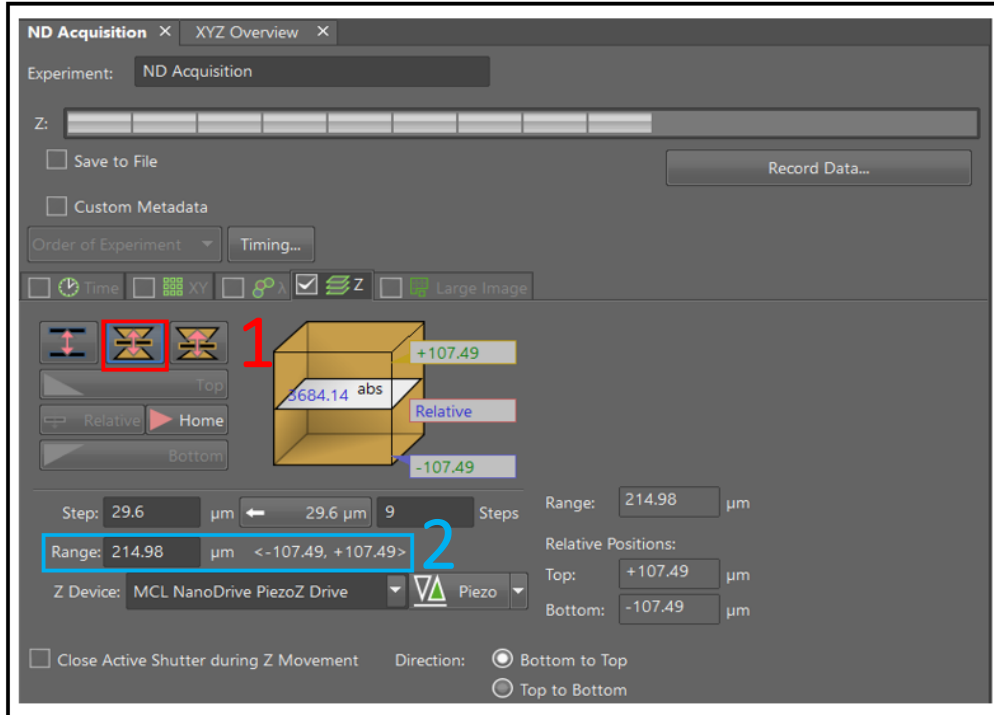 ND Acquisition × XYZ Overview ×
Experiment: ND Acquisition
Z:
Save to File
Record Data...
Custom Metadata
Order of Experiment Timing...
Time XY λ Z Large Image
1
+107.49
Top
3684.14 abs
Relative Home
Relative
Bottom
-107.49
Step: 29.6 µm 29.6 µm 9 Steps
Range: 214.98 µm
Range: 214.98 µm <-107.49, +107.49>
2
Relative Positions:
Top: +107.49 µm
Z Device: MCL NanoDrive PiezoZ Drive Piezo
Bottom: -107.49 µm
Close Active Shutter during Z Movement Direction: Bottom to Top
Top to Bottom